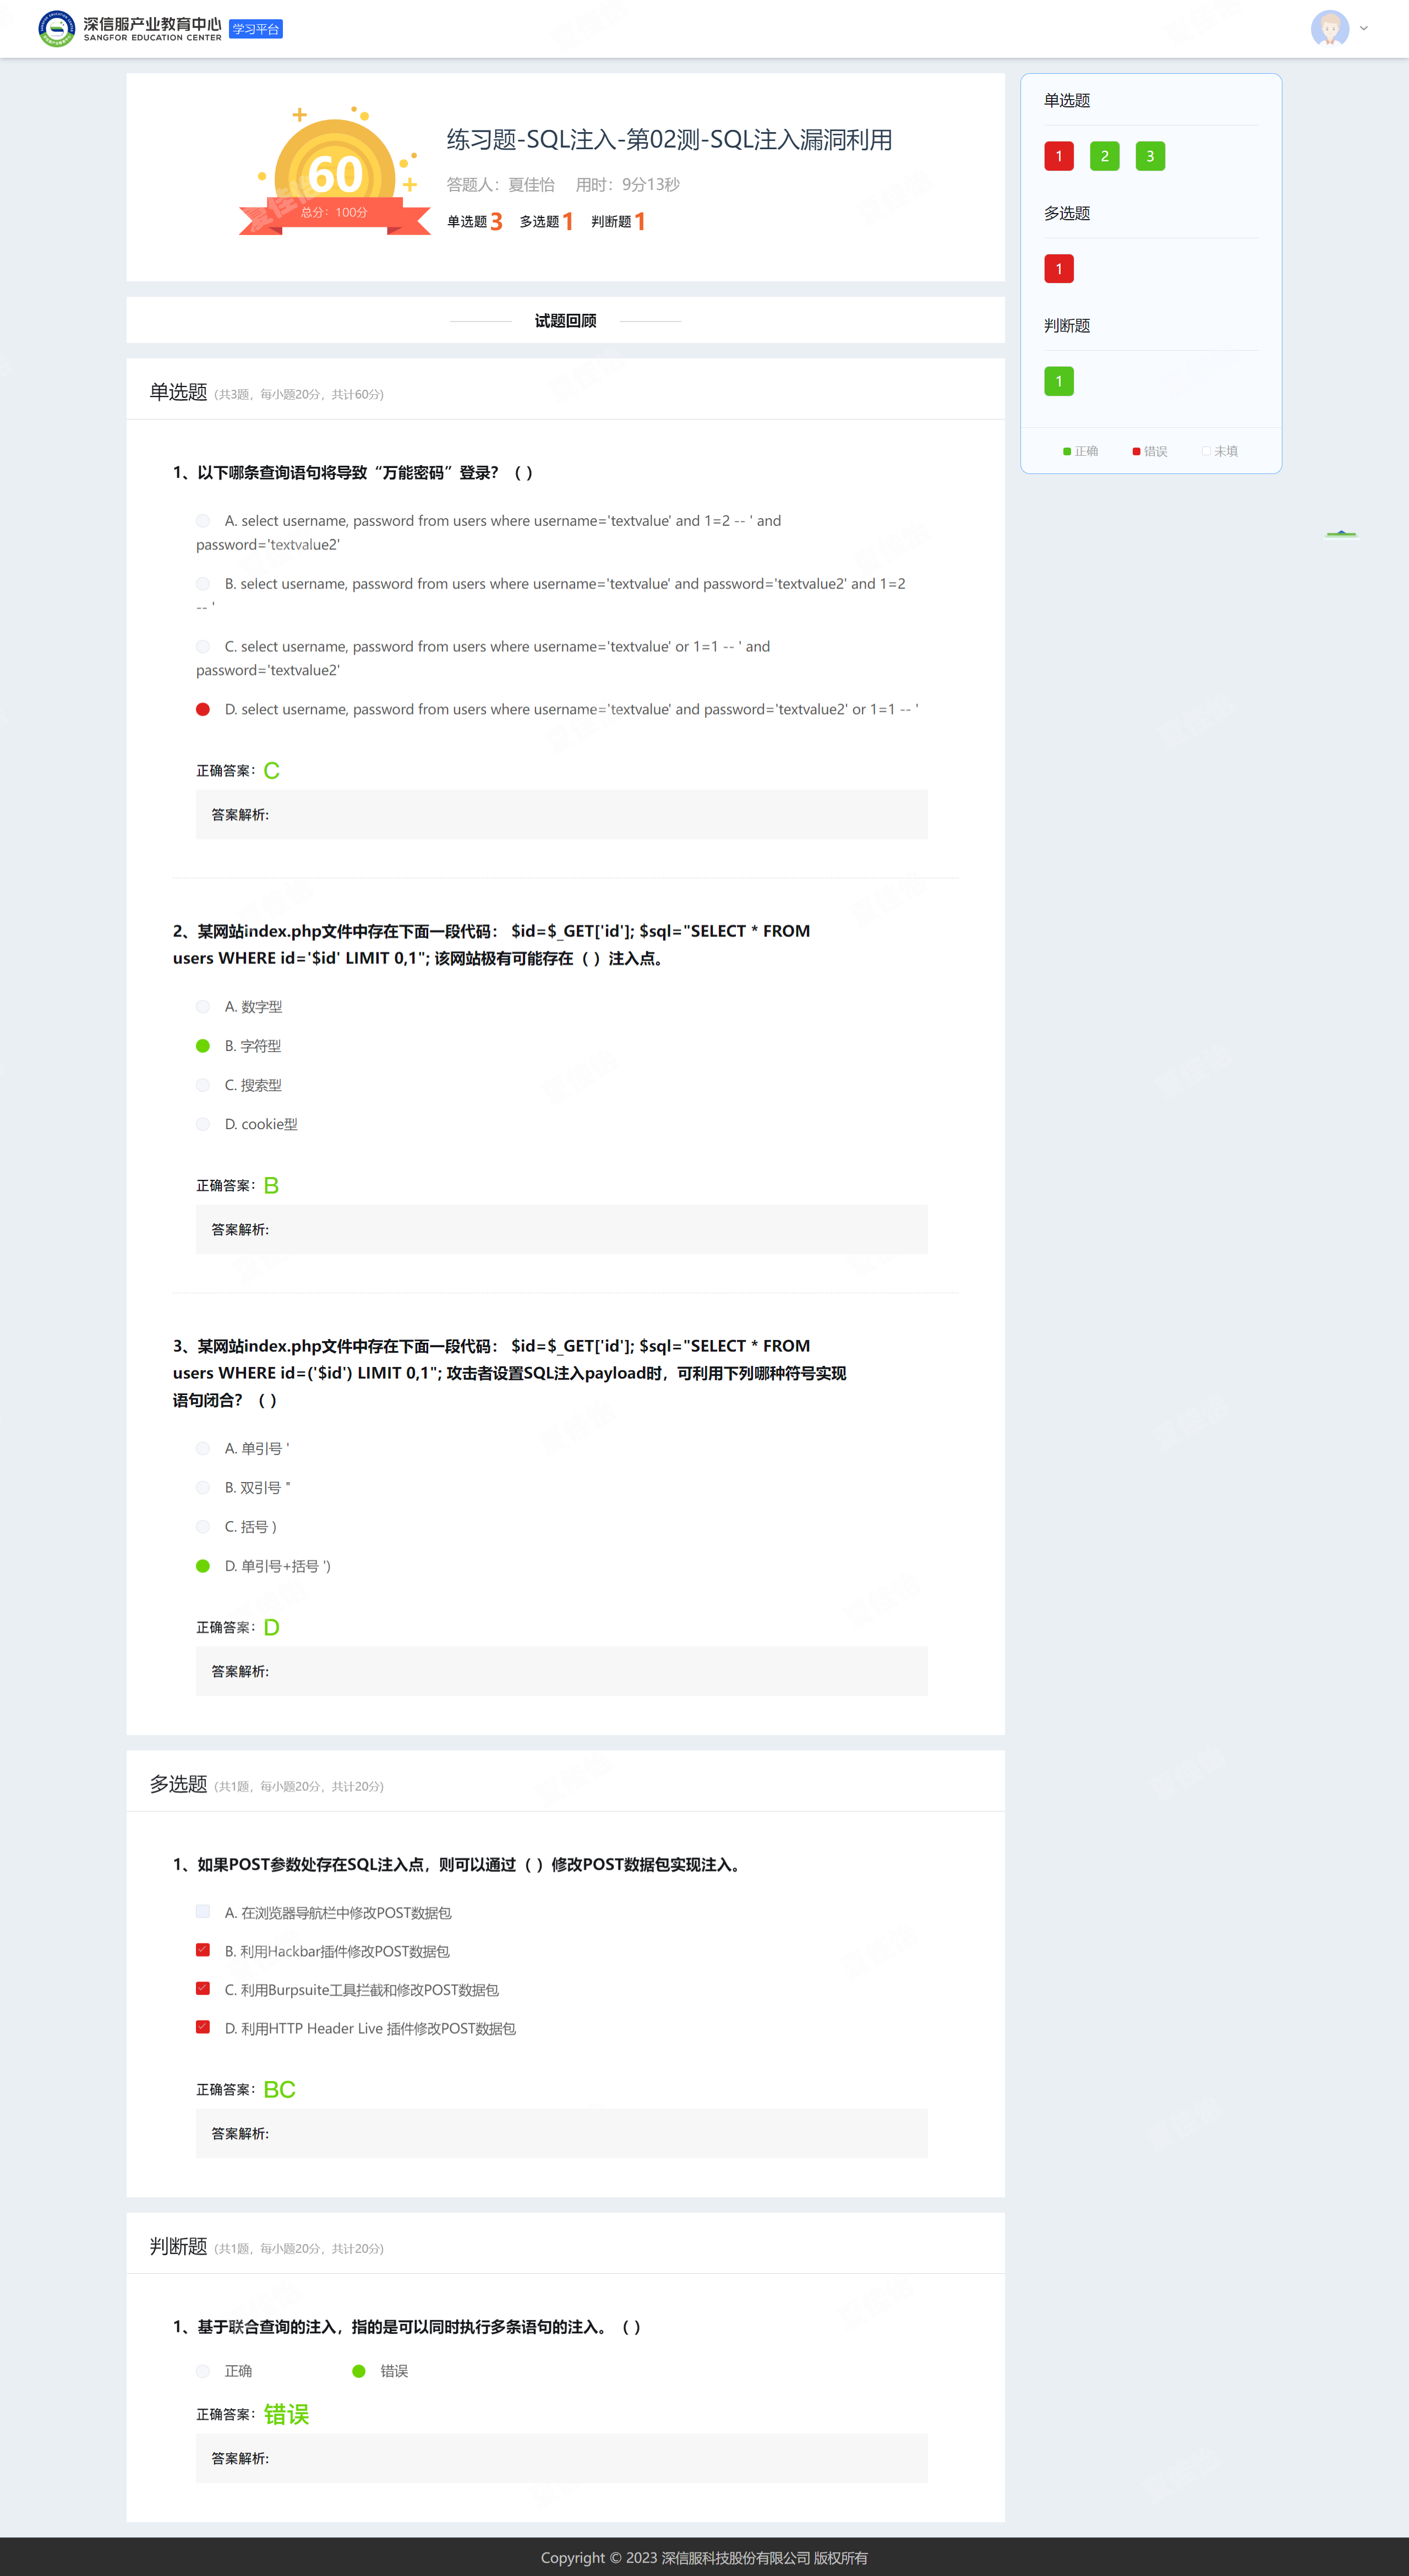 深信服产业教育中心 学习平台
SANGFOR EDUCATION CENTER
60
总分：100分
练习题-SQL注入-第02测-SQL注入漏洞利用
答题人：夏佳怡 用时：9分13秒
单选题3 多选题1 判断题1
试题回顾
单选题 (共3题，每小题20分，共计60分)
1、以下哪条查询语句将导致“万能密码”登录？（ ）
A. select username, password from users where username='textvalue' and 1=2 -- ' and
password='textvalue2'
B. select username, password from users where username='textvalue' and password='textvalue2' and 1=2
-- '
C. select username, password from users where username='textvalue' or 1=1 -- ' and
password='textvalue2'
D. select username, password from users where username='textvalue' and password='textvalue2' or 1=1 -- '
正确答案：C
答案解析:
2、某网站index.php文件中存在下面一段代码： $id=$_GET['id']; $sql="SELECT * FROM
users WHERE id='$id' LIMIT 0,1"; 该网站极有可能存在（ ）注入点。
A. 数字型
B. 字符型
C. 搜索型
D. cookie型
正确答案：B
答案解析:
3、某网站index.php文件中存在下面一段代码： $id=$_GET['id']; $sql="SELECT * FROM
users WHERE id=('$id') LIMIT 0,1"; 攻击者设置SQL注入payload时，可利用下列哪种符号实现
语句闭合？（ ）
A. 单引号 '
B. 双引号 "
C. 括号 )
D. 单引号+括号 ')
正确答案：D
答案解析:
多选题 (共1题，每小题20分，共计20分)
1、如果POST参数处存在SQL注入点，则可以通过（ ）修改POST数据包实现注入。
A. 在浏览器导航栏中修改POST数据包
B. 利用Hackbar插件修改POST数据包
C. 利用Burpsuite工具拦截和修改POST数据包
D. 利用HTTP Header Live 插件修改POST数据包
正确答案：BC
答案解析:
判断题 (共1题，每小题20分，共计20分)
1、基于联合查询的注入，指的是可以同时执行多条语句的注入。（ ）
正确 错误
正确答案：错误
答案解析:
单选题
1 2 3
多选题
1
判断题
1
正确 错误 未填
Copyright © 2023 深信服科技股份有限公司 版权所有